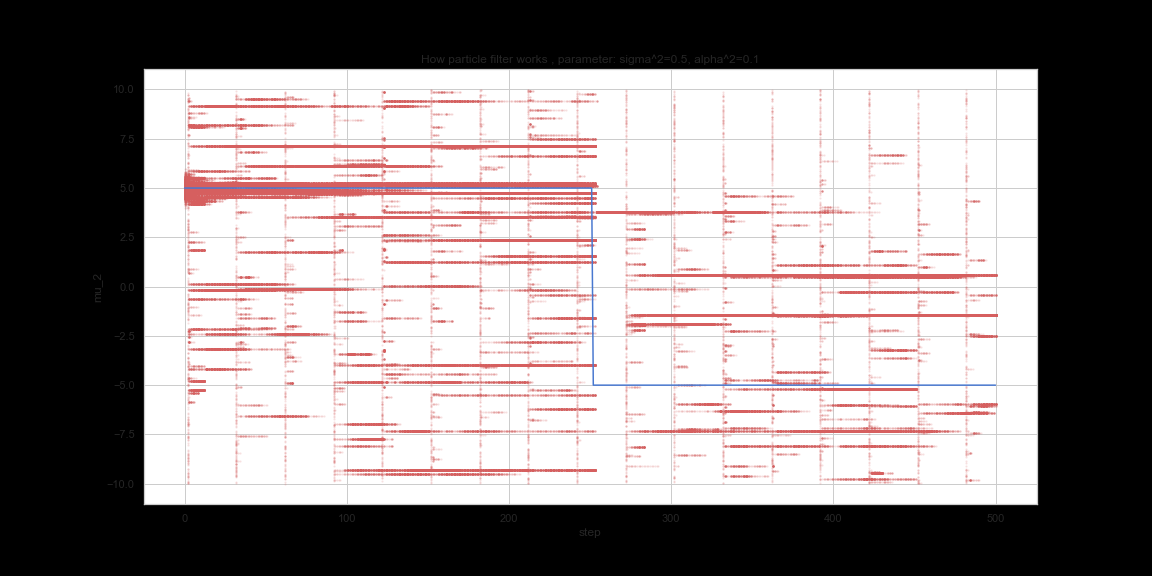 How particle filter works , parameter: sigma^2=0.5, alpha^2=0.1
10.0
7.5
5.0
2.5
0.0
−2.5
−5.0
−7.5
−10.0
mu_2
0 100 200 300 400 500
step